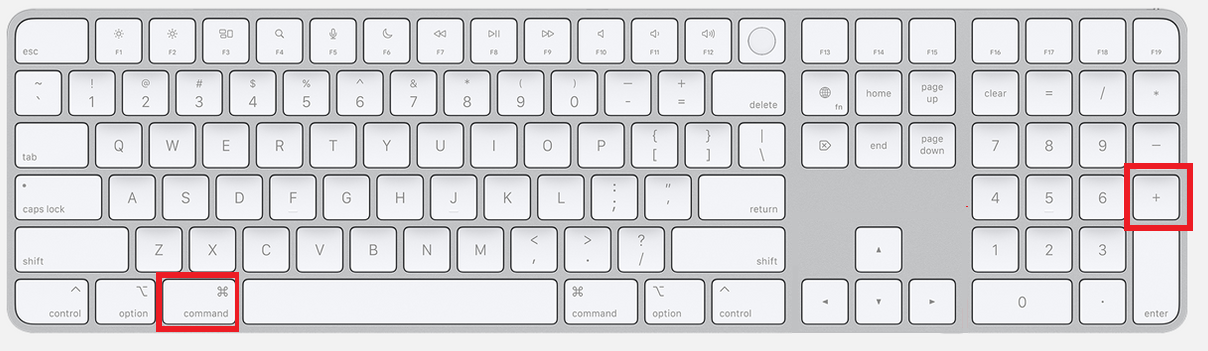 esc F1 F2 F3 F4 F5 F6 F7 F8 F9 F10 F11 F12 F13 F14 F15 F16 F17 F18 F19
~ ! @ # $ % ^ & * ( ) — +
` 1 2 3 4 5 6 7 8 9 0 - = delete fn home page up clear = / *
tab Q W E R T Y U I O P { [ } ] | \ end page down 7 8 9 −
caps lock A S D F G H J K L : ; " ' return 4 5 6 +
shift Z X C V B N M < , > . ? / shift ▲ 1 2 3
^ control ⌥ option ⌘ command ⌘ command ⌥ option ^ control ◄ ▼ ► 0 . enter